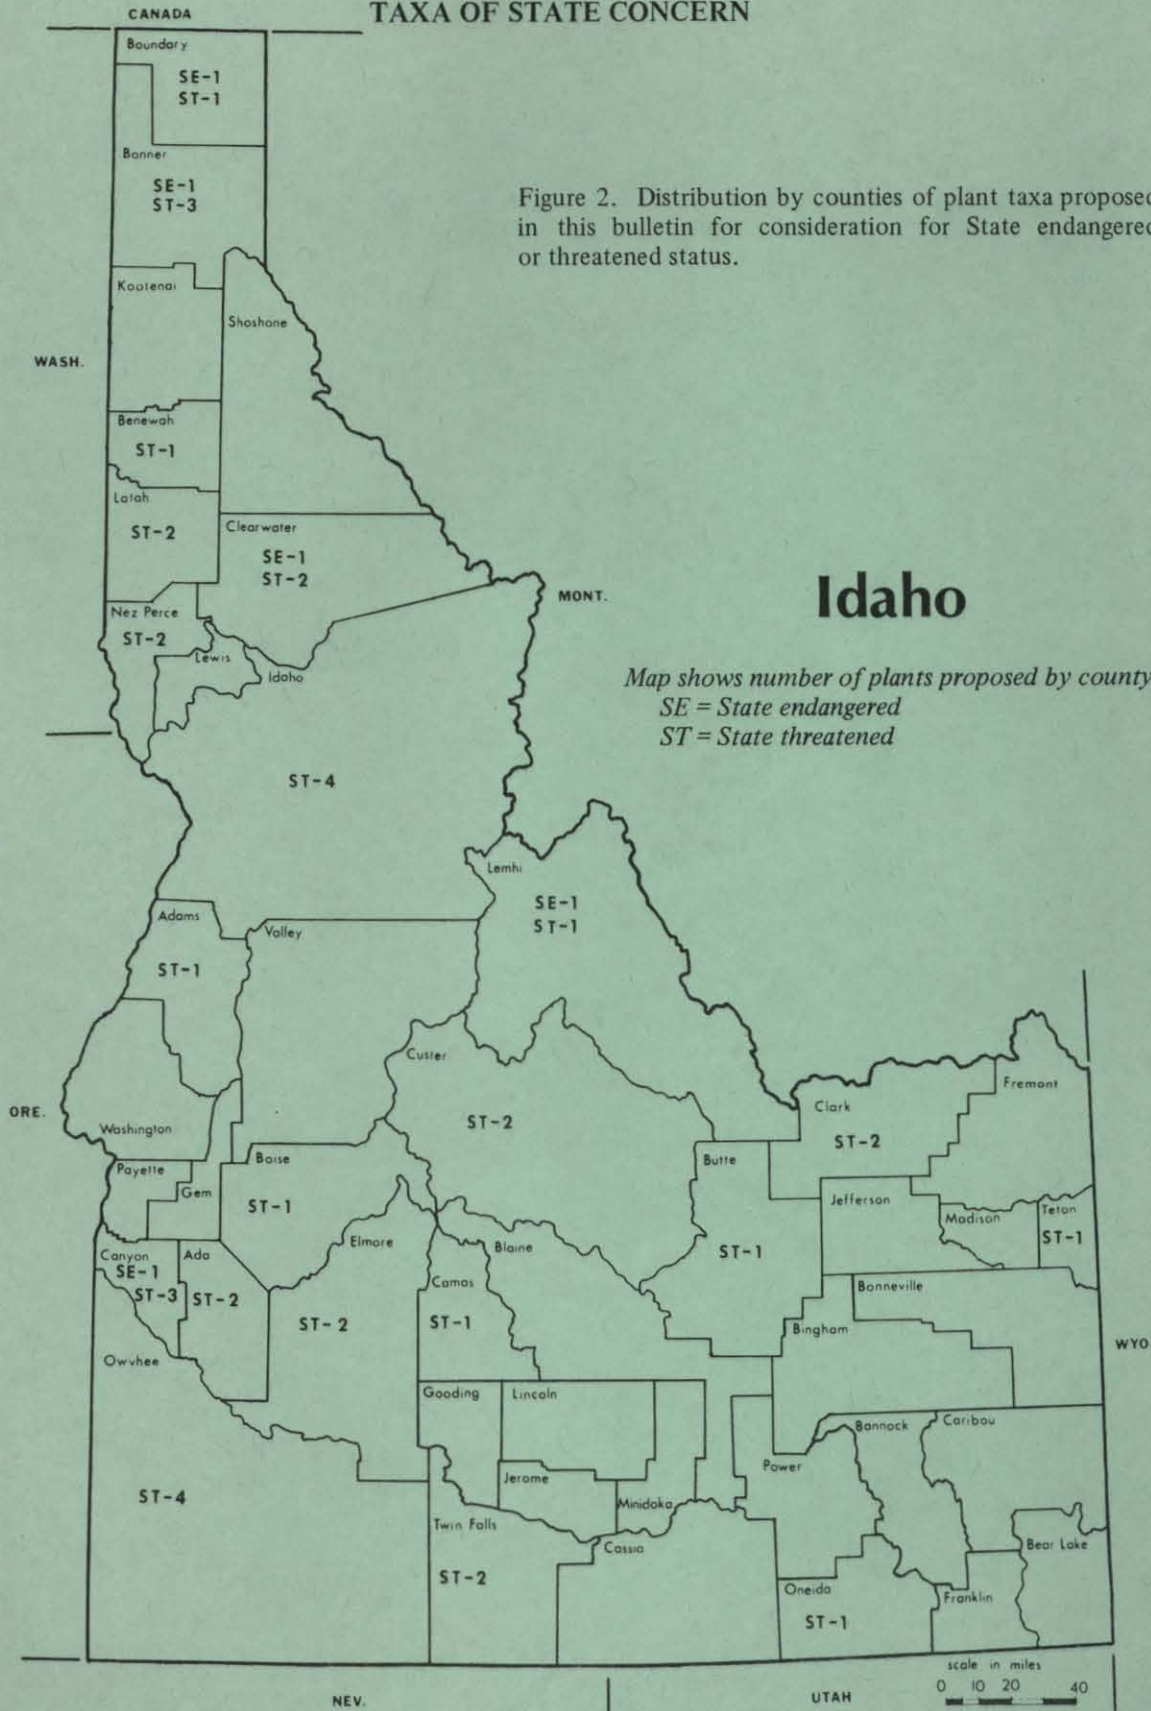 CANADA
TAXA OF STATE CONCERN
Boundary
SE-1
ST-1
Bonner
SE-1
ST-3
Figure 2. Distribution by counties of plant taxa proposed
in this bulletin for consideration for State endangered
or threatened status.
Kootenai
Shoshone
WASH.
Benewah
ST-1
Latah
ST-2
Clearwater
SE-1
ST-2
MONT.
Idaho
Nez Perce
ST-2
Lewis
Idaho
ST-4
Map shows number of plants proposed by county
SE = State endangered
ST = State threatened
Lemhi
SE-1
ST-1
Adams
ST-1
Valley
Custer
ST-2
ORE.
Washington
Clark
ST-2
Fremont
Payette
Gem
Boise
ST-1
Butte
ST-1
Jefferson
Madison
Teton
ST-1
Canyon
SE-1
ST-3
Ada
ST-2
Elmore
ST-2
Blaine
Camas
ST-1
Bonneville
Bingham
WYO
Owyhee
ST-4
Gooding
Lincoln
Jerome
Minidoka
Power
Bannock
Caribou
Twin Falls
ST-2
Cassia
Bear Lake
Oneida
ST-1
Franklin
scale in miles
0 10 20 40
NEV.
UTAH